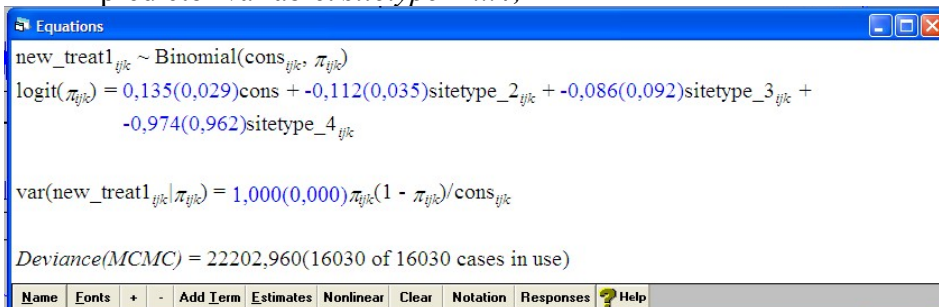 Equations
new_treat1ijk ~ Binomial(consijk, πijk)
logit(πijk) = 0,135(0,029)cons + -0,112(0,035)sitetype_2ijk + -0,086(0,092)sitetype_3ijk +
-0,974(0,962)sitetype_4ijk
var(new_treat1ijk|πijk) = 1,000(0,000)πijk(1 - πijk)/consijk
Deviance(MCMC) = 22202,960(16030 of 16030 cases in use)
Name Fonts + - Add Term Estimates Nonlinear Clear Notation Responses ? Help